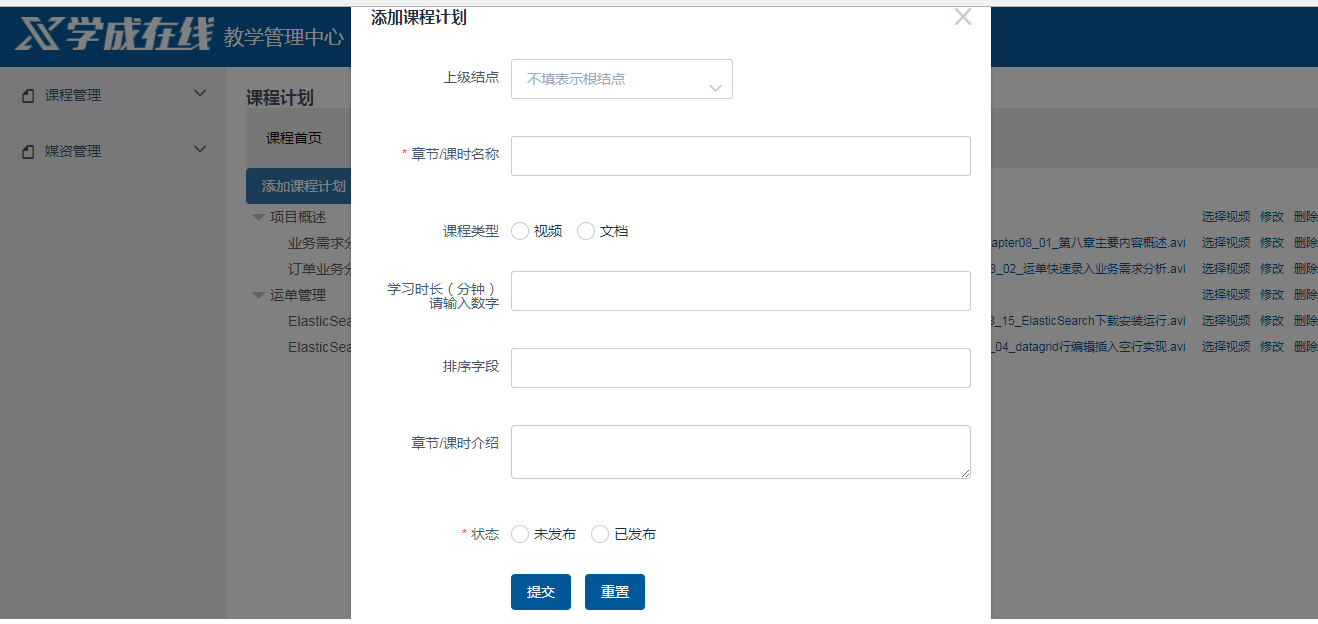 学成在线 教学管理中心
课程管理
媒资管理
课程计划
课程首页
添加课程计划
项目概述
业务需求分
订单业务分
运单管理
ElasticSea
ElasticSea
添加课程计划
上级结点 不填表示根结点
* 章节/课时名称
课程类型 视频 文档
学习时长（分钟）
请输入数字
排序字段
章节/课时介绍
* 状态 未发布 已发布
提交 重置
选择视频 修改 删除
apter08_01_第八章主要内容概述.avi 选择视频 修改 删除
8_02_运单快速录入业务需求分析.avi 选择视频 修改 删除
选择视频 修改 删除
3_15_ElasticSearch下载安装运行.avi 选择视频 修改 删除
_04_datagrid行编辑插入空行实现.avi 选择视频 修改 删除